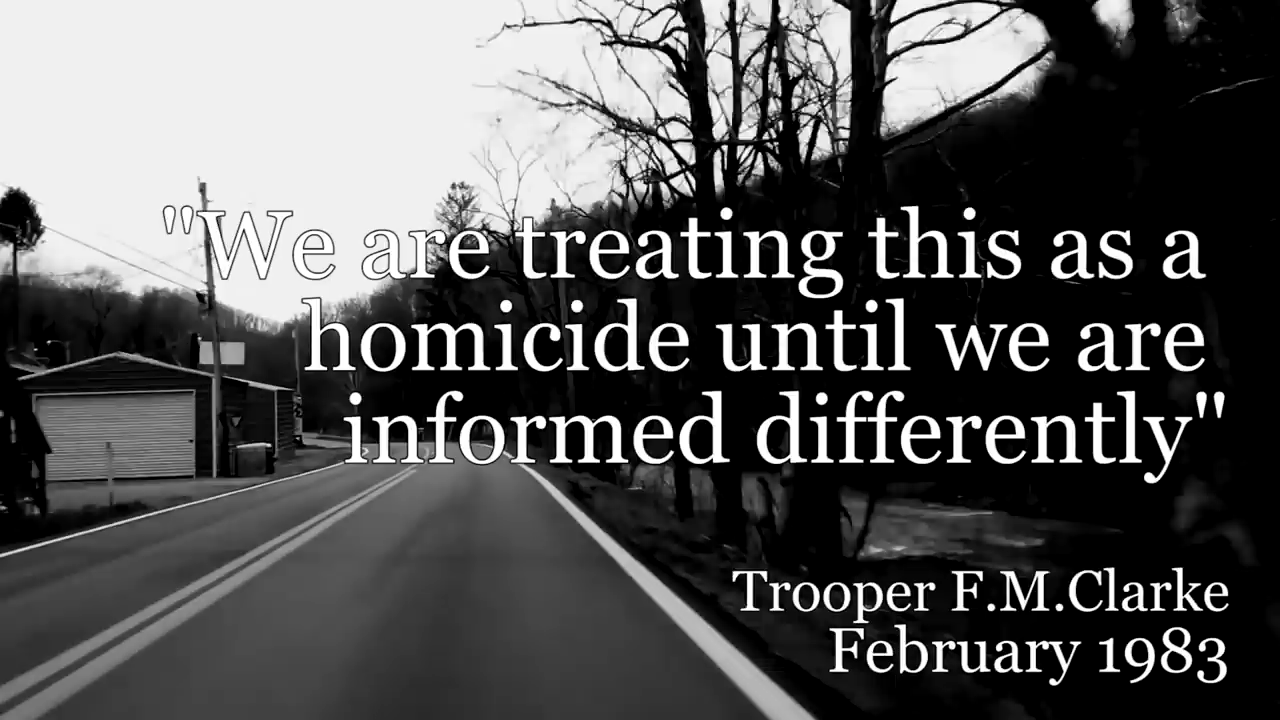 "We are treating this as a
homicide until we are
informed differently"
Trooper F.M.Clarke
February 1983